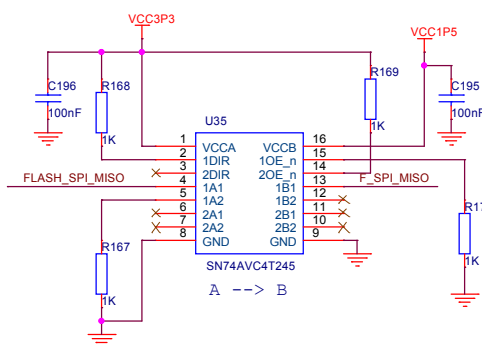 VCC3P3
VCC1P5
C196
100nF
R168
1K
R169
1K
C195
100nF
U35
1 VCCA VCCB 16
2 1DIR 1OE_n 15
3 2DIR 2OE_n 14
FLASH_SPI_MISO 4 1A1 1B1 13 F_SPI_MISO
5 1A2 1B2 12
6 2A1 2B1 11
7 2A2 2B2 10
8 GND GND 9
R167
1K
1K
SN74AVC4T245
A --> B